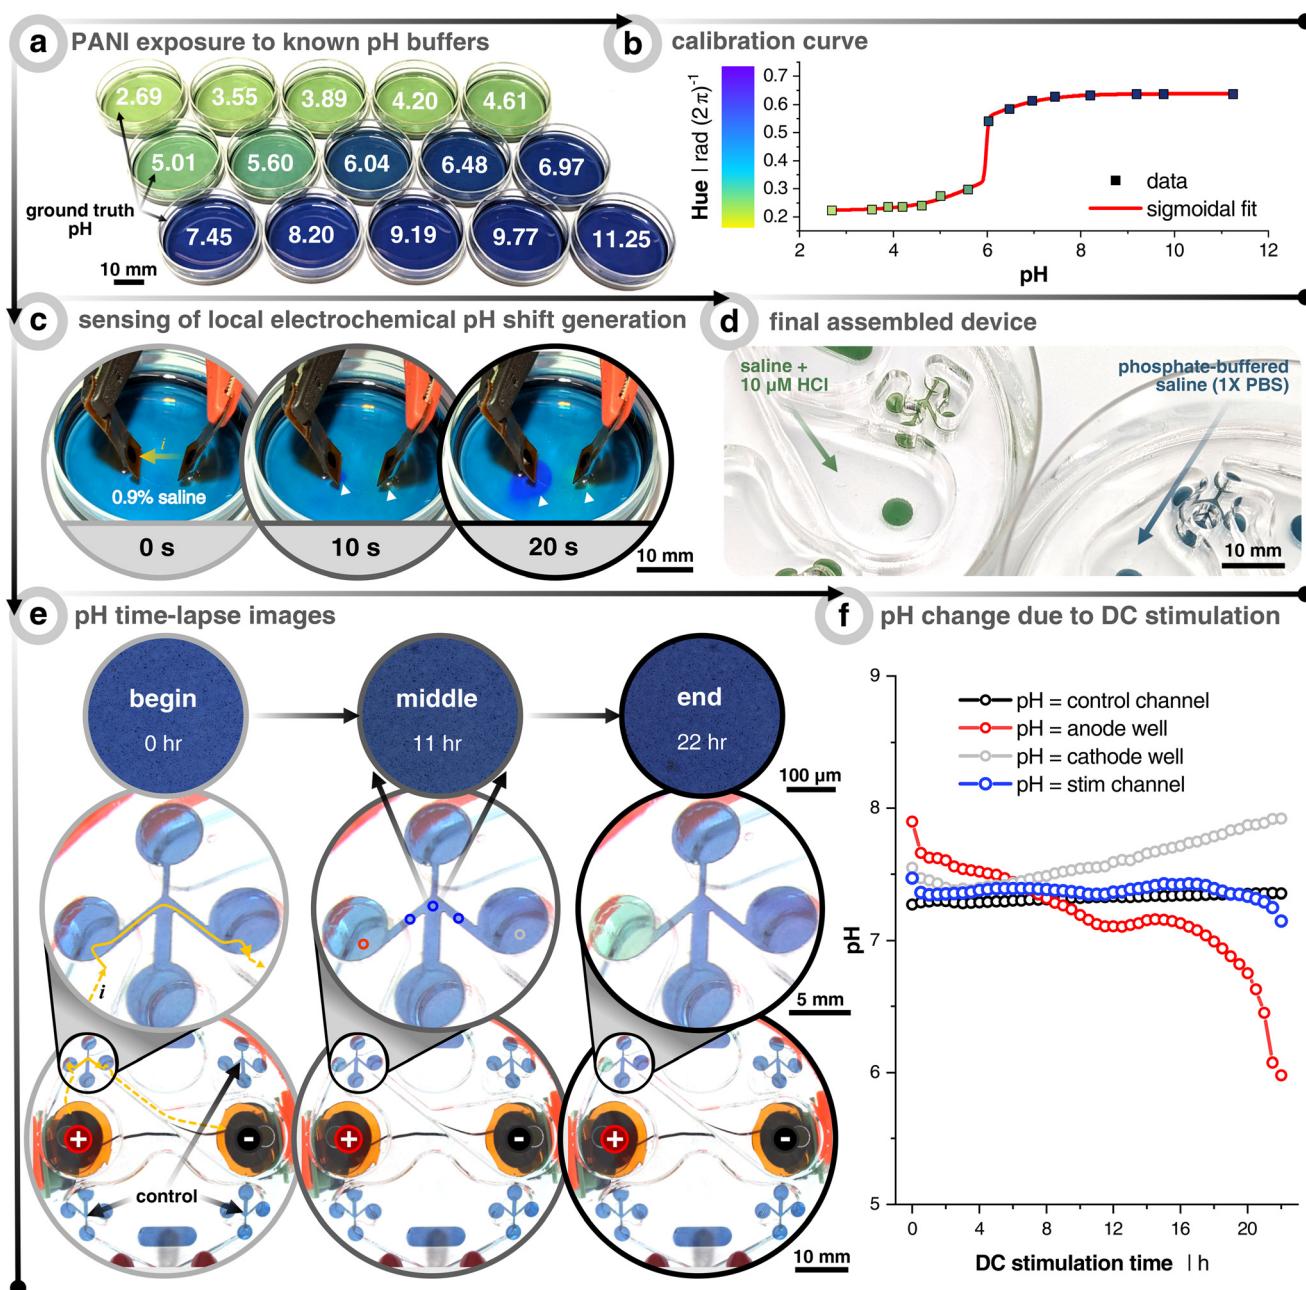 a PANI exposure to known pH buffers
2.69 3.55 3.89 4.20 4.61
5.01 5.60 6.04 6.48 6.97
ground truth
pH
7.45 8.20 9.19 9.77 11.25
10 mm
b calibration curve
Hue | rad (2π)⁻¹
0.7
0.6
0.5
0.4
0.3
0.2
data
sigmoidal fit
2 4 6 8 10 12
pH
c sensing of local electrochemical pH shift generation
i
0.9% saline
0 s 10 s 20 s
10 mm
d final assembled device
saline +
10 µM HCl
phosphate-buffered
saline (1X PBS)
10 mm
e pH time-lapse images
begin middle end
0 hr 11 hr 22 hr
100 µm
i
5 mm
+ - + - + -
control
10 mm
f pH change due to DC stimulation
pH = control channel
pH = anode well
pH = cathode well
pH = stim channel
9
8
7
6
5
pH
0 4 8 12 16 20
DC stimulation time | h